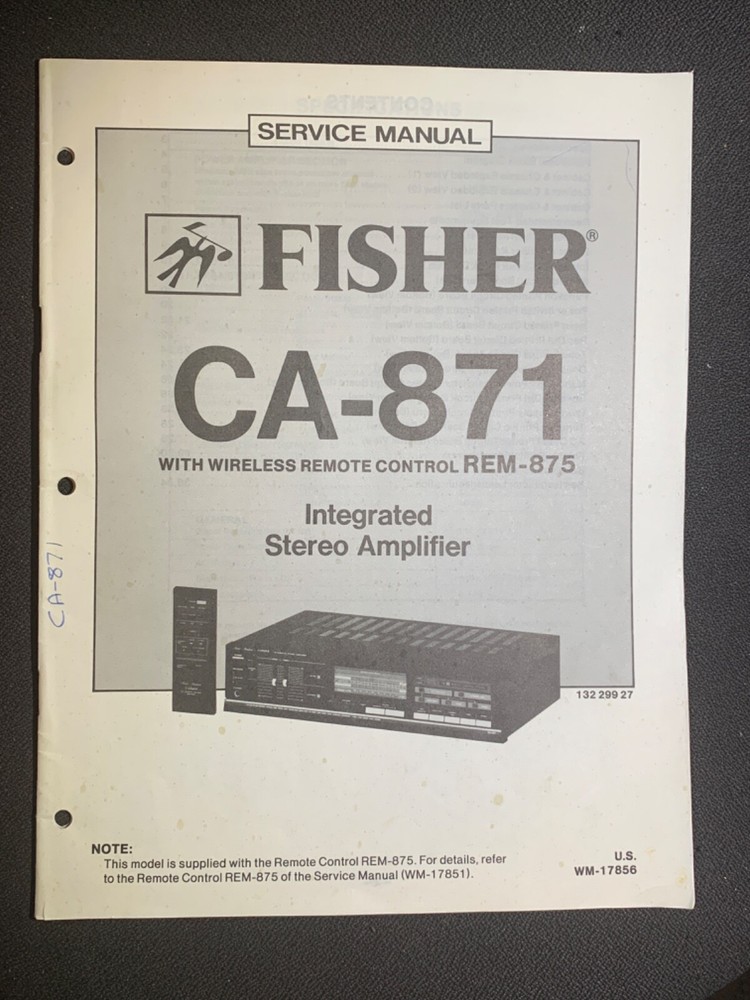 SERVICE MANUAL
FISHER®
CA-871
WITH WIRELESS REMOTE CONTROL REM-875
Integrated
Stereo Amplifier
132 299 27
CA-871
NOTE:
This model is supplied with the Remote Control REM-875. For details, refer
to the Remote Control REM-875 of the Service Manual (WM-17851).
U.S.
WM-17856